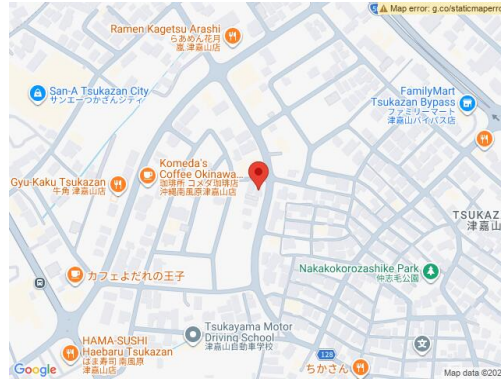 Map error: g.co/staticmaperro
Ramen Kagetsu Arashi
らあめん花月
嵐 津嘉山店
San-A Tsukazan City
サンエーつかざんシティ
FamilyMart
Tsukazan Bypass
ファミリーマート
津嘉山バイパス店
Komeda's
Coffee Okinawa...
珈琲所 コメダ珈琲店
沖縄南風原津嘉山店
Gyu-Kaku Tsukazan
牛角 津嘉山店
TSUKAZ
津嘉山
Nakakokorozashike Park
仲志毛公園
カフェよだれの王子
Tsukayama Motor
Driving School
津嘉山自動車学校
HAMA-SUSHI
Haebaru Tsukazan
はま寿司 南風原
津嘉山店
128
ちかさん
文
Google
Map data ©202